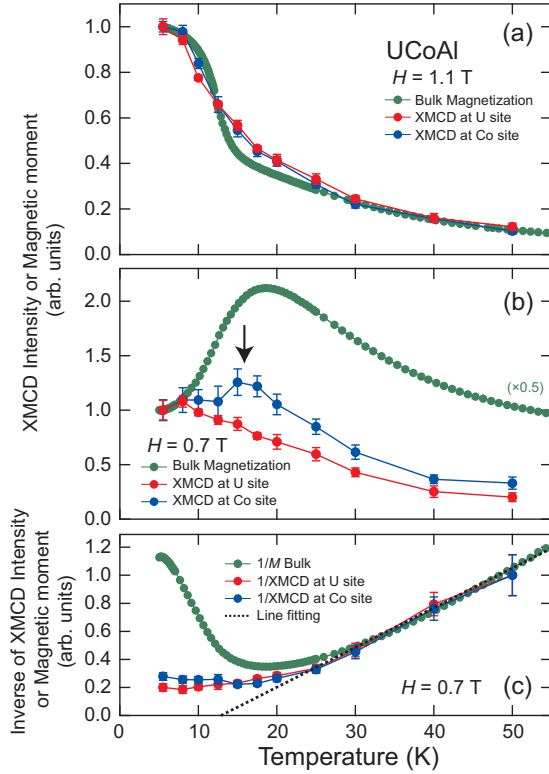 (a)
UCoAl
H = 1.1 T
Bulk Magnetization
XMCD at U site
XMCD at Co site
1.0
0.8
0.6
0.4
0.2
0.0
XMCD Intensity or Magnetic moment
(arb. units)
(b)
2.0
1.5
1.0
0.5
0.0
(×0.5)
H = 0.7 T
Bulk Magnetization
XMCD at U site
XMCD at Co site
Inverse of XMCD Intensity
or Magnetic moment
(arb. units)
1.2
1.0
0.8
0.6
0.4
0.2
0.0
1/M Bulk
1/XMCD at U site
1/XMCD at Co site
Line fitting
H = 0.7 T
(c)
0 10 20 30 40 50
Temperature (K)